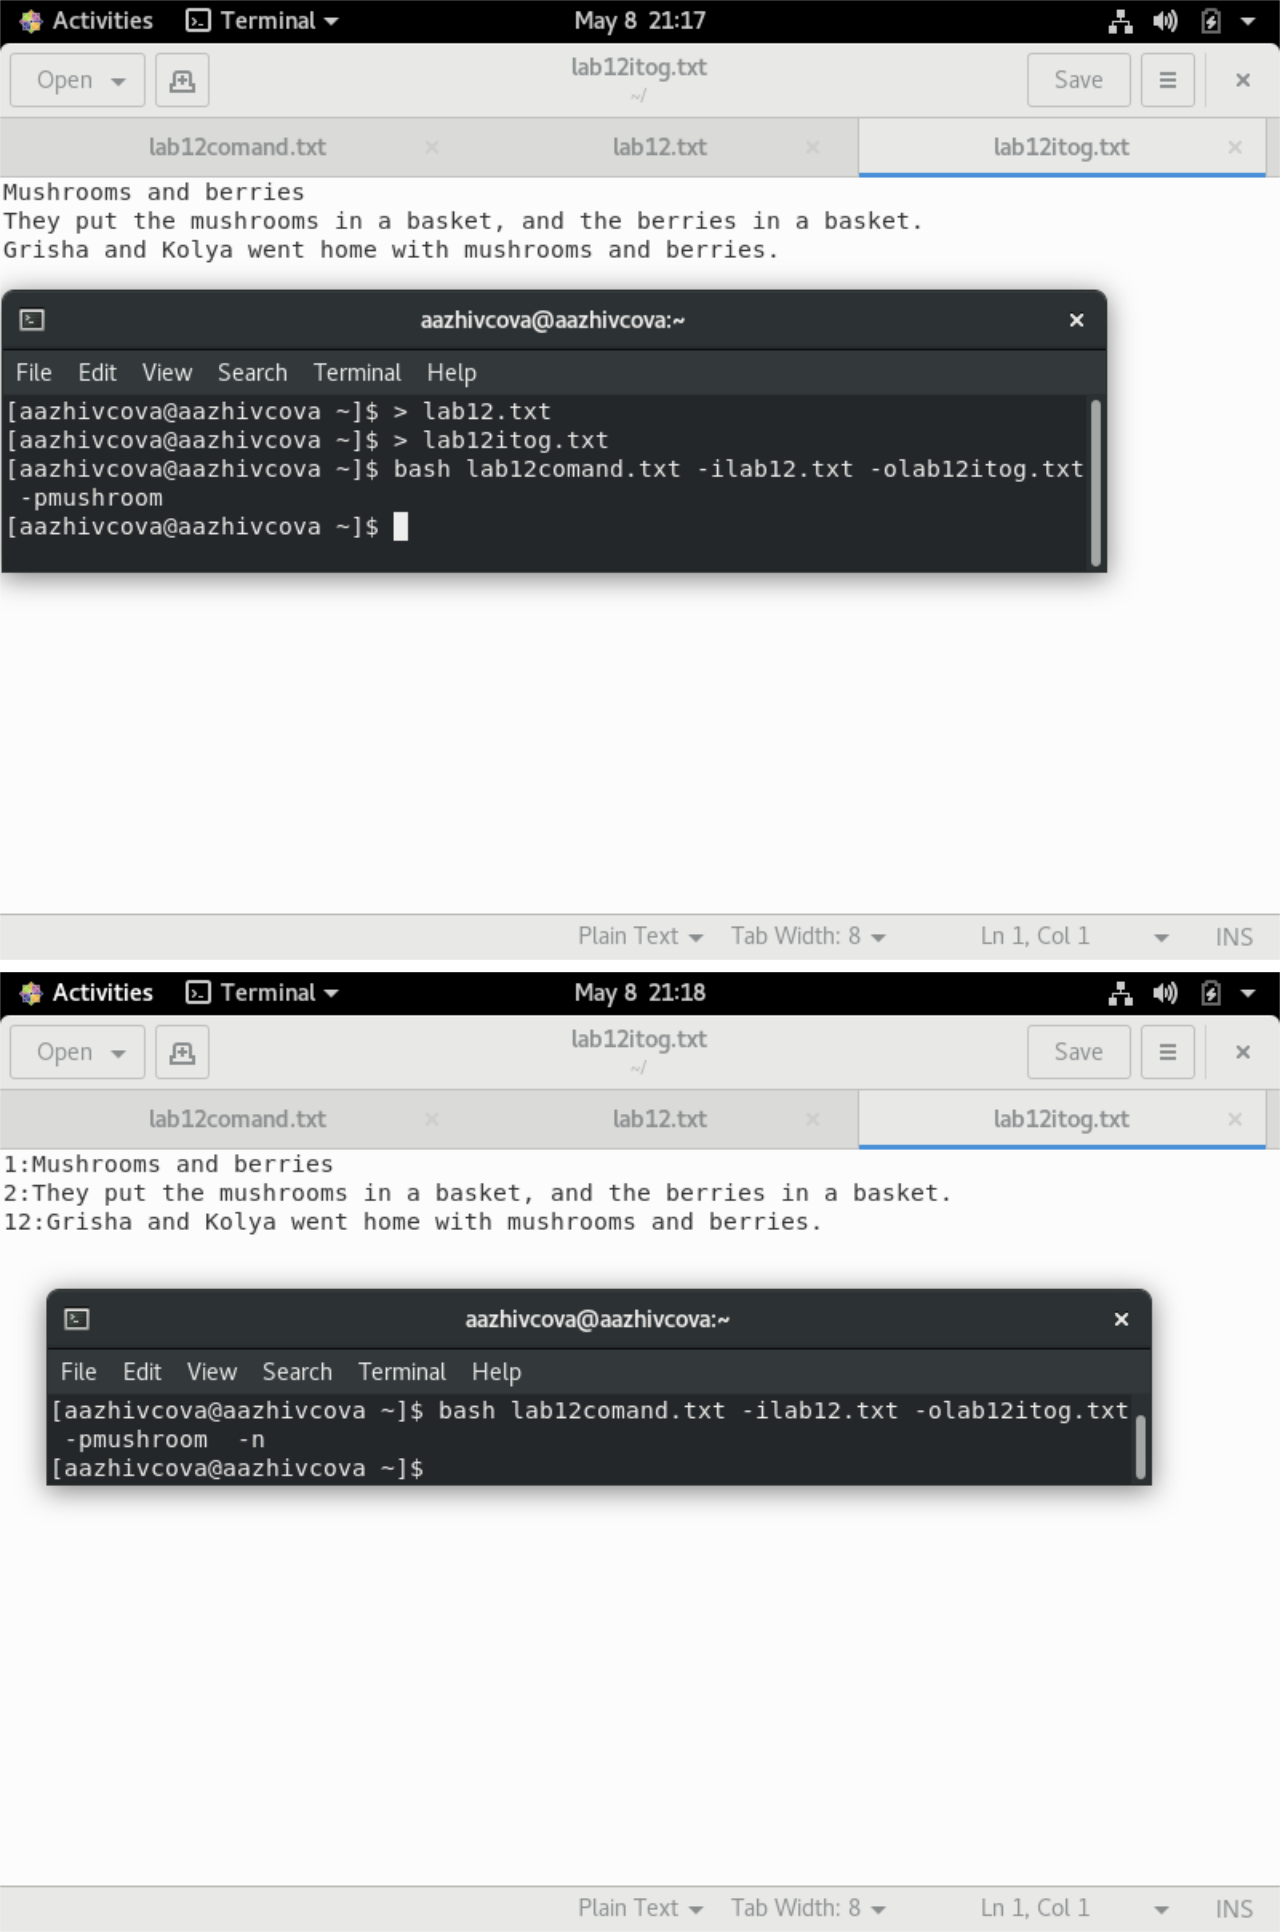 Activities Terminal May 8 21:17
Open lab12itog.txt Save
~/
lab12comand.txt lab12.txt lab12itog.txt
Mushrooms and berries
They put the mushrooms in a basket, and the berries in a basket.
Grisha and Kolya went home with mushrooms and berries.
aazhivcova@aazhivcova:~
File Edit View Search Terminal Help
[aazhivcova@aazhivcova ~]$ > lab12.txt
[aazhivcova@aazhivcova ~]$ > lab12itog.txt
[aazhivcova@aazhivcova ~]$ bash lab12comand.txt -ilab12.txt -olab12itog.txt
-pmushroom
[aazhivcova@aazhivcova ~]$
Plain Text Tab Width: 8 Ln 1, Col 1 INS
Activities Terminal May 8 21:18
Open lab12itog.txt Save
~/
lab12comand.txt lab12.txt lab12itog.txt
1:Mushrooms and berries
2:They put the mushrooms in a basket, and the berries in a basket.
12:Grisha and Kolya went home with mushrooms and berries.
aazhivcova@aazhivcova:~
File Edit View Search Terminal Help
[aazhivcova@aazhivcova ~]$ bash lab12comand.txt -ilab12.txt -olab12itog.txt
-pmushroom  -n
[aazhivcova@aazhivcova ~]$
Plain Text Tab Width: 8 Ln 1, Col 1 INS